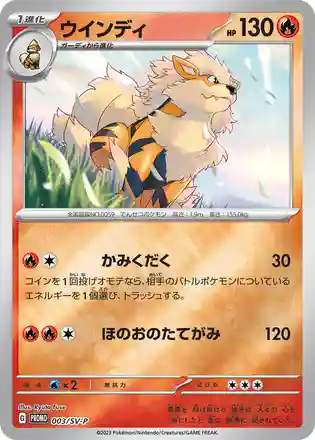 1進化
ウインディ
HP 130
ガーディから進化
全国図鑑NO.0059 でんせつポケモン 高さ：1.9m 重さ：155.0kg
かみくだく 30
コインを1回投げオモテなら、相手のバトルポケモンについている
エネルギーを1個選び、トラッシュする。
ほのおのたてがみ 120
弱点 ×2 抵抗力 にげる
Illus. Ryuta Fuse
G PROMO 003/SV-P
©2023 Pokémon/Nintendo/Creatures/GAME FREAK.